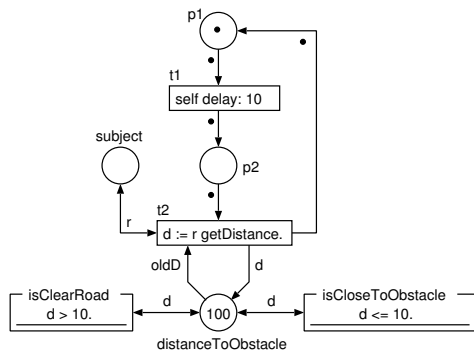 p1
t1
self delay: 10
subject
p2
t2
r
d := r getDistance.
oldD
d
isClearRoad
d > 10.
d
100
d
isCloseToObstacle
d <= 10.
distanceToObstacle